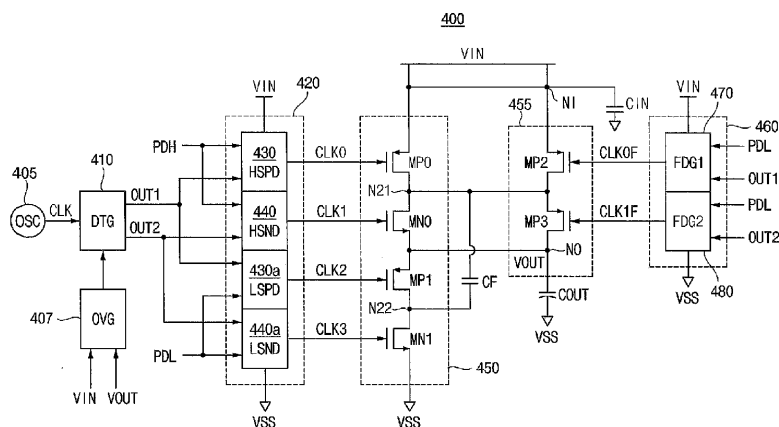 400
VIN
420
VIN
NI
CIN
455
VIN
470
460
PDH
430
HSPD
CLK0
MP0
MP2
CLK0F
FDG1
PDL
OUT1
405
410
OSC
CLK
DTG
OUT1
OUT2
440
HSND
CLK1
N21
MN0
MP3
CLK1F
FDG2
PDL
OUT2
430a
LSPD
CLK2
MP1
VOUT
NO
CF
COUT
VSS
480
407
OVG
N22
VSS
PDL
440a
LSND
CLK3
MN1
450
VIN
VOUT
VSS
VSS